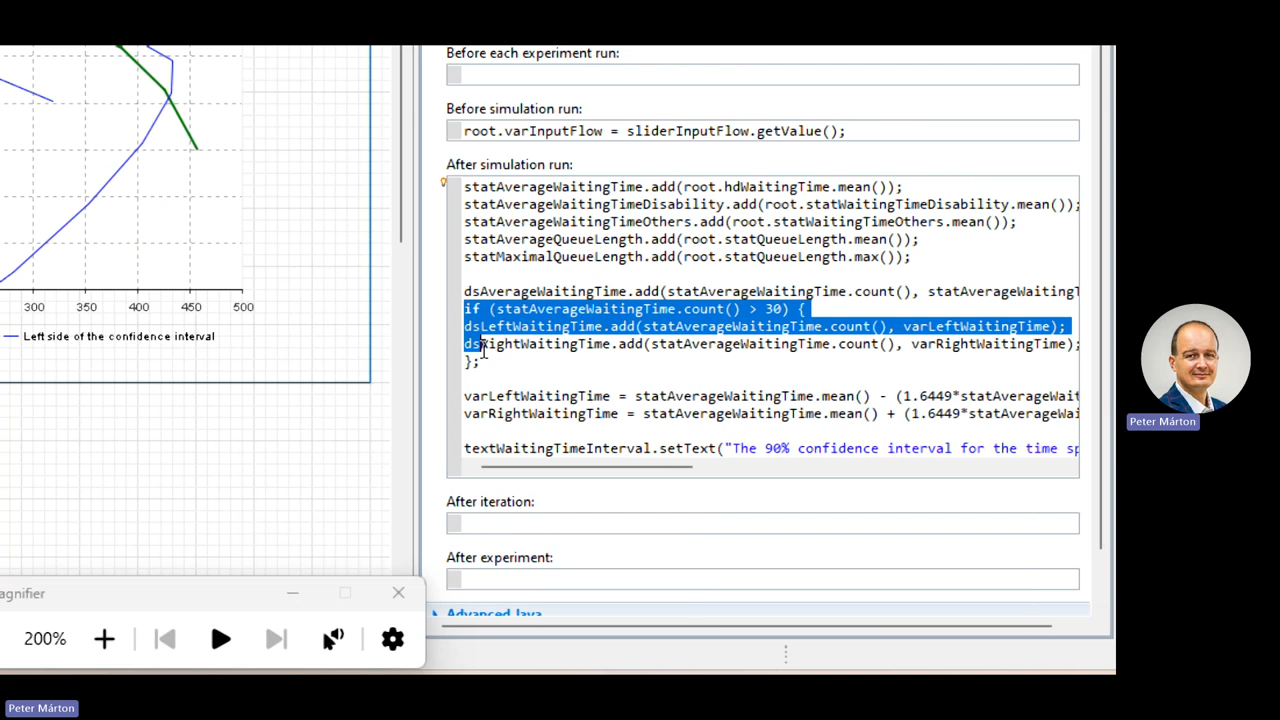 300 350 400 450 500
Left side of the confidence interval
Before each experiment run:
Before simulation run:
root.varInputFlow = sliderInputFlow.getValue();
After simulation run:
statAverageWaitingTime.add(root.hdWaitingTime.mean());
statAverageWaitingTimeDisability.add(root.statWaitingTimeDisability.mean());
statAverageWaitingTimeOthers.add(root.statWaitingTimeOthers.mean());
statAverageQueueLength.add(root.statQueueLength.mean());
statMaximalQueueLength.add(root.statQueueLength.max());
dsAverageWaitingTime.add(statAverageWaitingTime.count(), statAverageWaitingT
if (statAverageWaitingTime.count() > 30) {
dsLeftWaitingTime.add(statAverageWaitingTime.count(), varLeftWaitingTime);
dsRightWaitingTime.add(statAverageWaitingTime.count(), varRightWaitingTime);
};
varLeftWaitingTime = statAverageWaitingTime.mean() - (1.6449*statAverageWait
varRightWaitingTime = statAverageWaitingTime.mean() + (1.6449*statAverageWai
textWaitingTimeInterval.setText("The 90% confidence interval for the time sp
After iteration:
After experiment:
Advanced Java
agnifier
200%
Peter Márton
Peter Márton